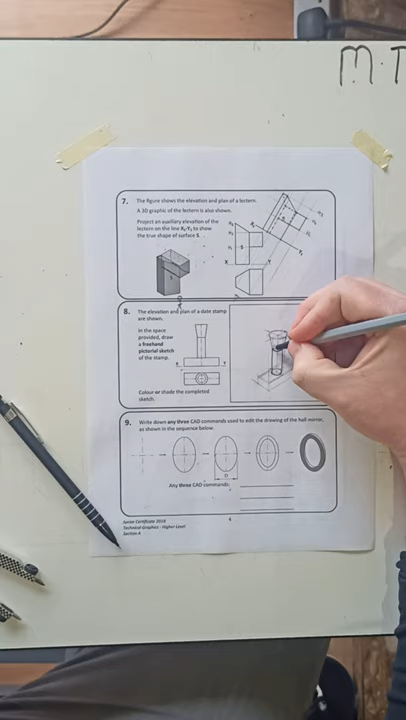 M.T
7. The figure shows the elevation and plan of a lectern.
A 3D graphic of the lectern is also shown.
Project an auxiliary elevation of the
lectern on the line X₁-Y₁ to show
the true shape of surface S.
S
X Y
8. The elevation and plan of a date stamp
are shown.
In the space
provided, draw
a freehand
pictorial sketch
of the stamp.
X Y
Colour or shade the completed
sketch.
9. Write down any three CAD commands used to edit the drawing of the hall mirror,
as shown in the sequence below.
Any three CAD commands:
Junior Certificate 2018
Technical Graphics - Higher Level
Section A
6